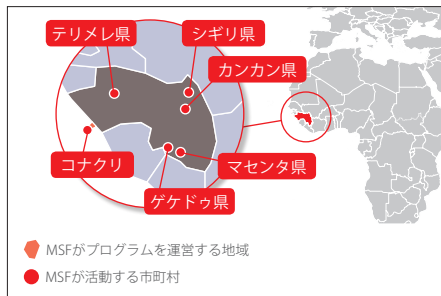 テリメレ県
シギリ県
カンカン県
コナクリ
マセンタ県
ゲケドゥ県
MSFがプログラムを運営する地域
MSFが活動する市町村